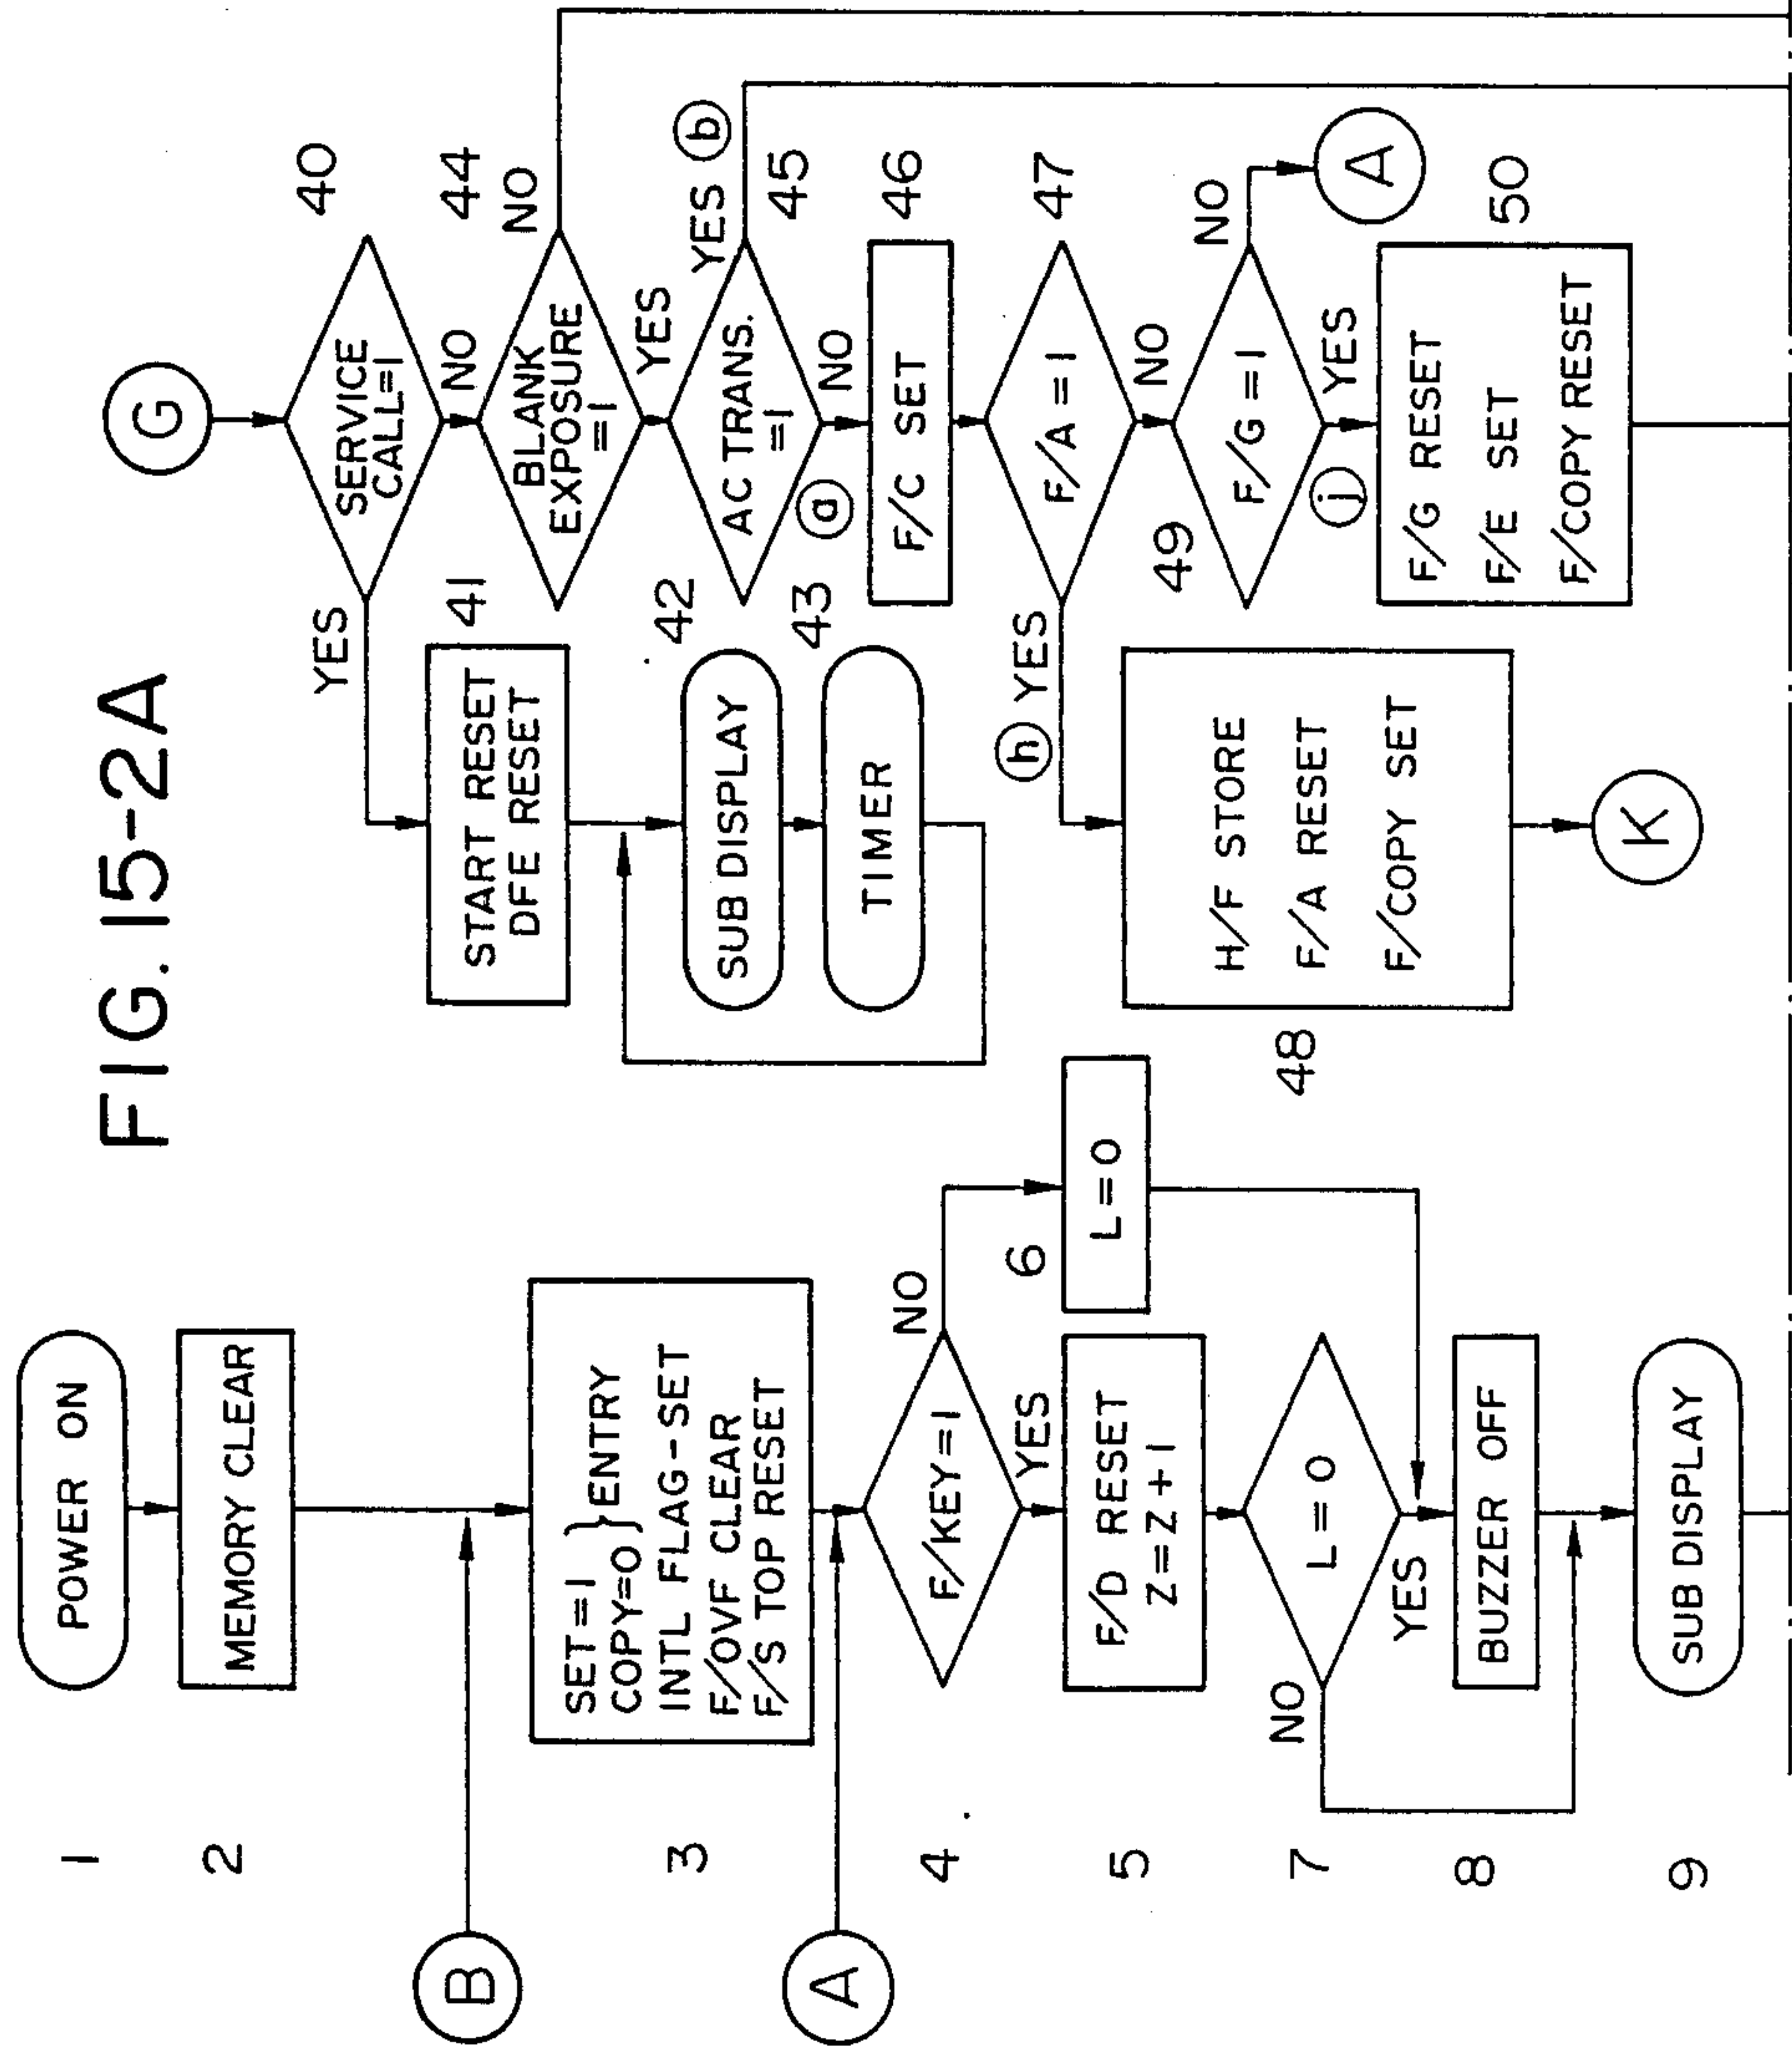 FIG. 15-2A
1
POWER ON
2
MEMORY CLEAR
B
3
SET=1
COPY=0 } ENTRY
INTL FLAG-SET
F/OVF CLEAR
F/S TOP RESET
A
4
F/KEY=1
NO
YES
5
F/D RESET
Z=Z+1
6
L=0
7
L=0
NO
YES
8
BUZZER OFF
9
SUB DISPLAY
G
40
SERVICE
CALL=1
YES
NO
41
START RESET
DFE RESET
42
SUB DISPLAY
43
TIMER
44
BLANK
EXPOSURE
=1
NO
YES
45
AC TRANS.
=1
YES b
a NO
46
F/C SET
47
F/A=1
h YES
NO
48
H/F STORE
F/A RESET
F/COPY SET
K
49
F/G=1
NO
A
j YES
50
F/G RESET
F/E SET
F/COPY RESET